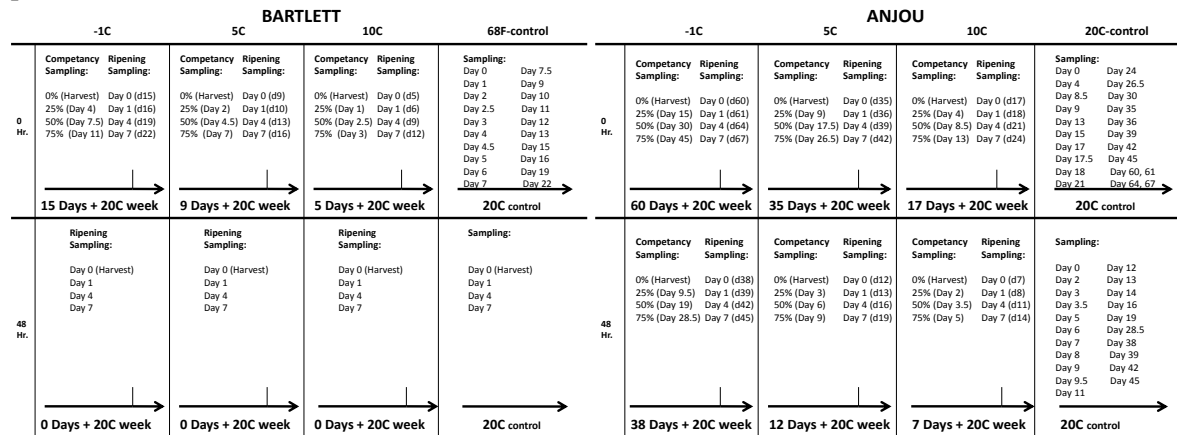 BARTLETT
ANJOU
-1C 5C 10C 68F-control -1C 5C 10C 20C-control
0 Hr.
Competancy Sampling: Ripening Sampling:
0% (Harvest) Day 0 (d15)
25% (Day 4) Day 1 (d16)
50% (Day 7.5) Day 4 (d19)
75% (Day 11) Day 7 (d22)
15 Days + 20C week
Competancy Sampling: Ripening Sampling:
0% (Harvest) Day 0 (d9)
25% (Day 2) Day 1(d10)
50% (Day 4.5) Day 4 (d13)
75% (Day 7) Day 7 (d16)
9 Days + 20C week
Competancy Sampling: Ripening Sampling:
0% (Harvest) Day 0 (d5)
25% (Day 1) Day 1 (d6)
50% (Day 2.5) Day 4 (d9)
75% (Day 3) Day 7 (d12)
5 Days + 20C week
Sampling:
Day 0 Day 7.5
Day 1 Day 9
Day 2 Day 10
Day 2.5 Day 11
Day 3 Day 12
Day 4 Day 13
Day 4.5 Day 15
Day 5 Day 16
Day 6 Day 19
Day 7 Day 22
20C control
Competancy Sampling: Ripening Sampling:
0% (Harvest) Day 0 (d60)
25% (Day 15) Day 1 (d61)
50% (Day 30) Day 4 (d64)
75% (Day 45) Day 7 (d67)
60 Days + 20C week
Competancy Sampling: Ripening Sampling:
0% (Harvest) Day 0 (d35)
25% (Day 9) Day 1 (d36)
50% (Day 17.5) Day 4 (d39)
75% (Day 26.5) Day 7 (d42)
35 Days + 20C week
Competancy Sampling: Ripening Sampling:
0% (Harvest) Day 0 (d17)
25% (Day 4) Day 1 (d18)
50% (Day 8.5) Day 4 (d21)
75% (Day 13) Day 7 (d24)
17 Days + 20C week
Sampling:
Day 0 Day 24
Day 4 Day 26.5
Day 8.5 Day 30
Day 9 Day 35
Day 13 Day 36
Day 15 Day 39
Day 17 Day 42
Day 17.5 Day 45
Day 18 Day 60, 61
Day 21 Day 64, 67
20C control
48 Hr.
Ripening Sampling:
Day 0 (Harvest)
Day 1
Day 4
Day 7
0 Days + 20C week
Ripening Sampling:
Day 0 (Harvest)
Day 1
Day 4
Day 7
0 Days + 20C week
Ripening Sampling:
Day 0 (Harvest)
Day 1
Day 4
Day 7
0 Days + 20C week
Sampling:
Day 0 (Harvest)
Day 1
Day 4
Day 7
20C control
48 Hr.
Competancy Sampling: Ripening Sampling:
0% (Harvest) Day 0 (d38)
25% (Day 9.5) Day 1 (d39)
50% (Day 19) Day 4 (d42)
75% (Day 28.5) Day 7 (d45)
38 Days + 20C week
Competancy Sampling: Ripening Sampling:
0% (Harvest) Day 0 (d12)
25% (Day 3) Day 1 (d13)
50% (Day 6) Day 4 (d16)
75% (Day 9) Day 7 (d19)
12 Days + 20C week
Competancy Sampling: Ripening Sampling:
0% (Harvest) Day 0 (d7)
25% (Day 2) Day 1 (d8)
50% (Day 3.5) Day 4 (d11)
75% (Day 5) Day 7 (d14)
7 Days + 20C week
Sampling:
Day 0 Day 12
Day 2 Day 13
Day 3 Day 14
Day 3.5 Day 16
Day 5 Day 19
Day 6 Day 28.5
Day 7 Day 38
Day 8 Day 39
Day 9 Day 42
Day 9.5 Day 45
Day 11
20C control
0 Hr.